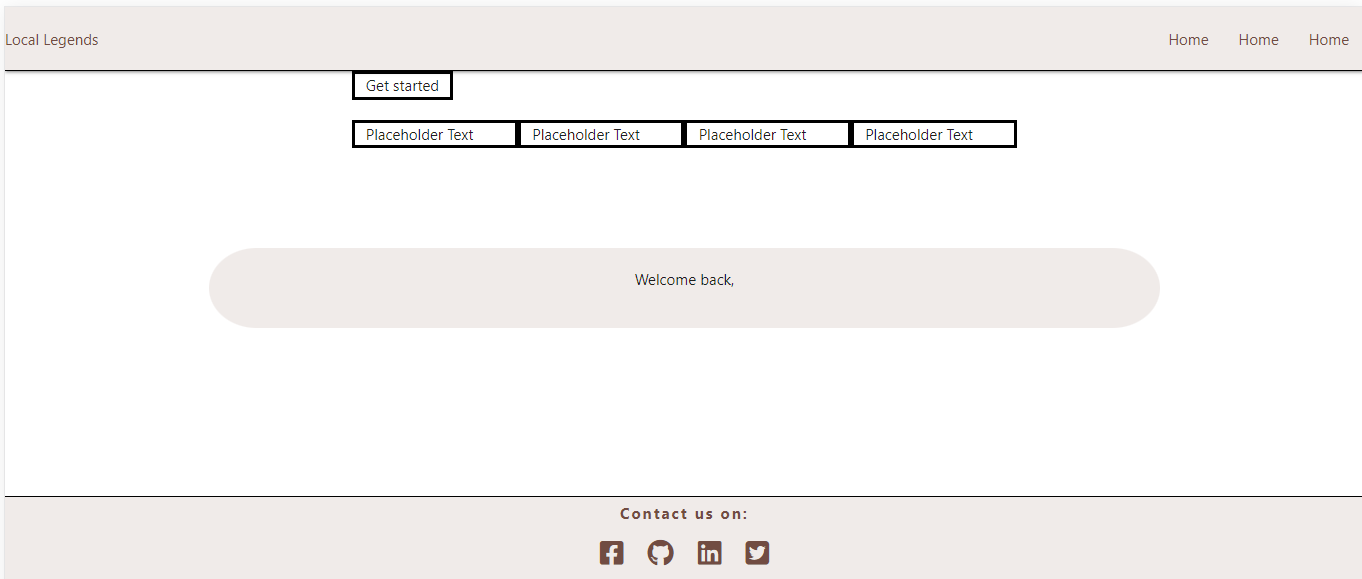 Local Legends Home Home Home
Get started
Placeholder Text Placeholder Text Placeholder Text Placeholder Text
Welcome back,
Contact us on: